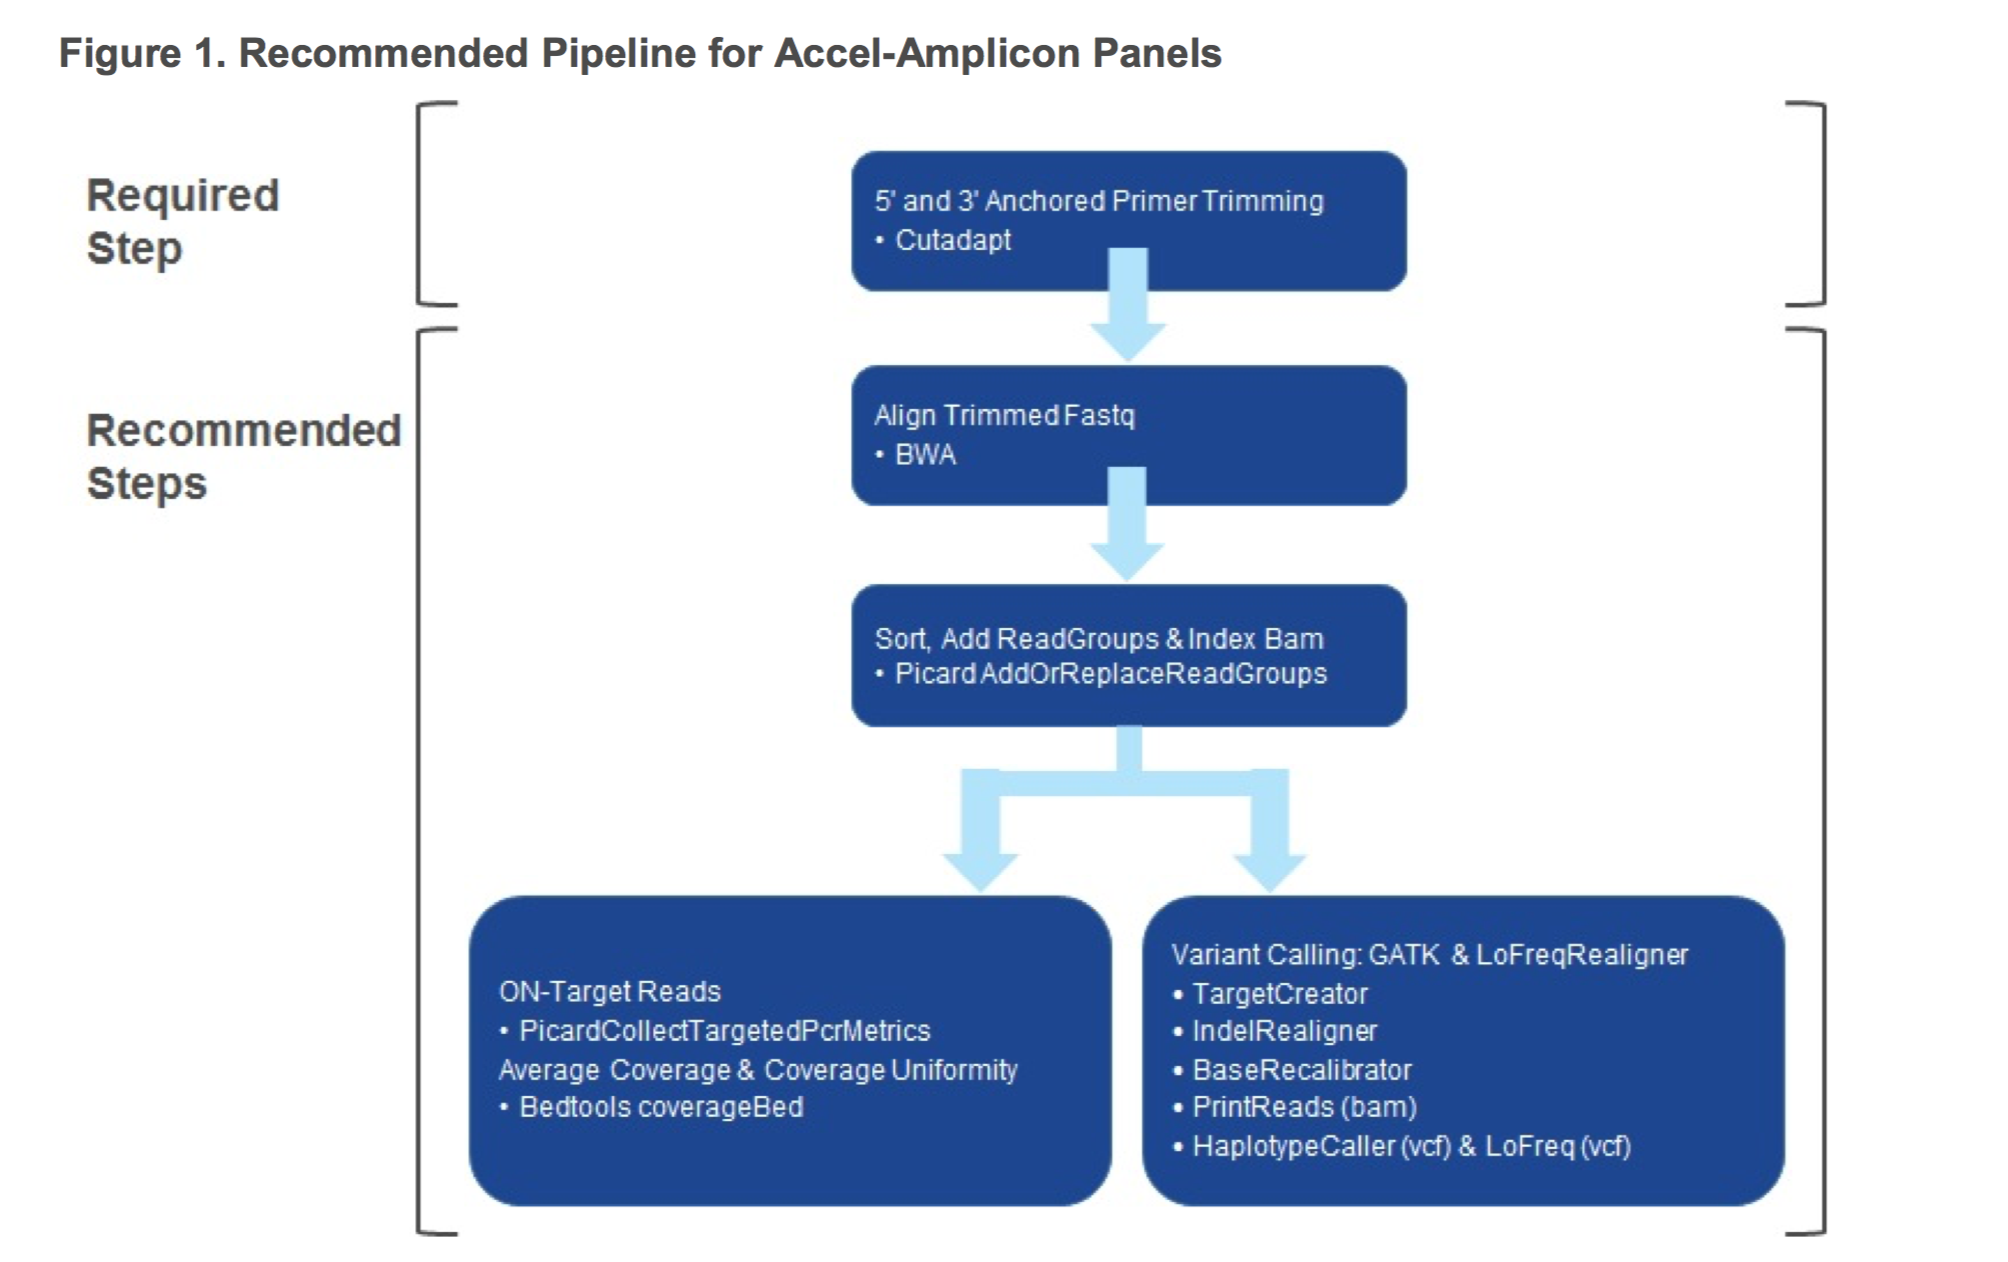 Figure 1. Recommended Pipeline for Accel-Amplicon Panels
Required
Step
5' and 3' Anchored Primer Trimming
• Cutadapt
Recommended
Steps
Align Trimmed Fastq
• BWA
Sort, Add ReadGroups & Index Bam
• Picard AddOrReplaceReadGroups
ON-Target Reads
• PicardCollectTargetedPcrMetrics
Average Coverage & Coverage Uniformity
• Bedtools coverageBed
Variant Calling: GATK & LoFreqRealigner
• TargetCreator
• IndelRealigner
• BaseRecalibrator
• PrintReads (bam)
• HaplotypeCaller (vcf) & LoFreq (vcf)